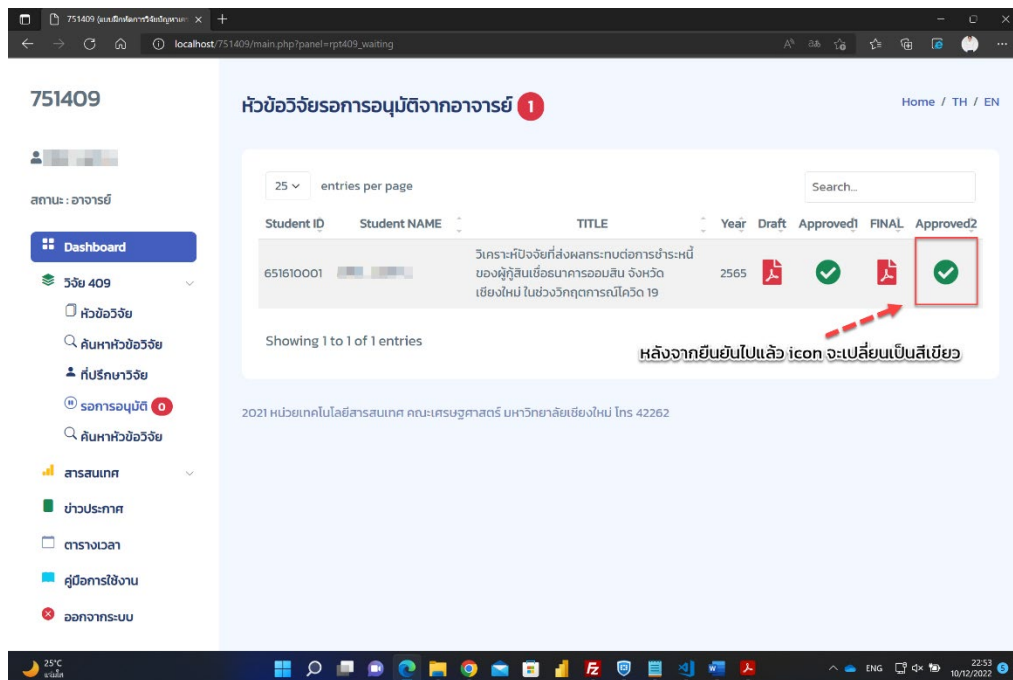 751409 (แบบฝึกหัดการวิจัยปัญหาเศร
localhost/751409/main.php?panel=rpt409_waiting
751409
สถานะ : อาจารย์
Dashboard
วิจัย 409
หัวข้อวิจัย
ค้นหาหัวข้อวิจัย
ที่ปรึกษาวิจัย
รอการอนุมัติ 0
ค้นหาหัวข้อวิจัย
สารสนเทศ
ข่าวประกาศ
ตารางเวลา
คู่มือการใช้งาน
ออกจากระบบ
หัวข้อวิจัยรอการอนุมัติจากอาจารย์ 1
Home / TH / EN
25 entries per page
Search...
Student ID Student NAME TITLE Year Draft Approved1 FINAL Approved2
651610001 วิเคราะห์ปัจจัยที่ส่งผลกระทบต่อการชำระหนี้
ของผู้กู้สินเชื่อธนาคารออมสิน จังหวัด
เชียงใหม่ ในช่วงวิกฤตการณ์โควิด 19 2565
Showing 1 to 1 of 1 entries
หลังจากยืนยันไปแล้ว icon จะเปลี่ยนเป็นสีเขียว
2021 หน่วยเทคโนโลยีสารสนเทศ คณะเศรษฐศาสตร์ มหาวิทยาลัยเชียงใหม่ โทร 42262
25°C
ENG
22:53
10/12/2022
5